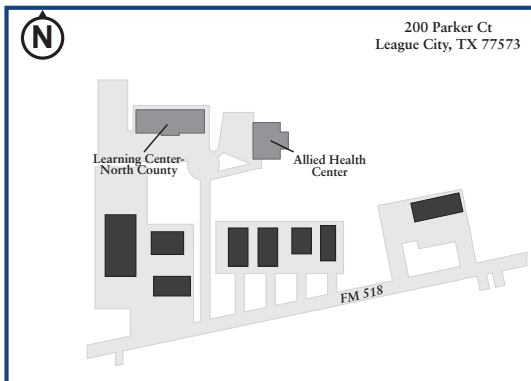 N
200 Parker Ct
League City, TX 77573
Learning Center-
North County
Allied Health
Center
FM 518